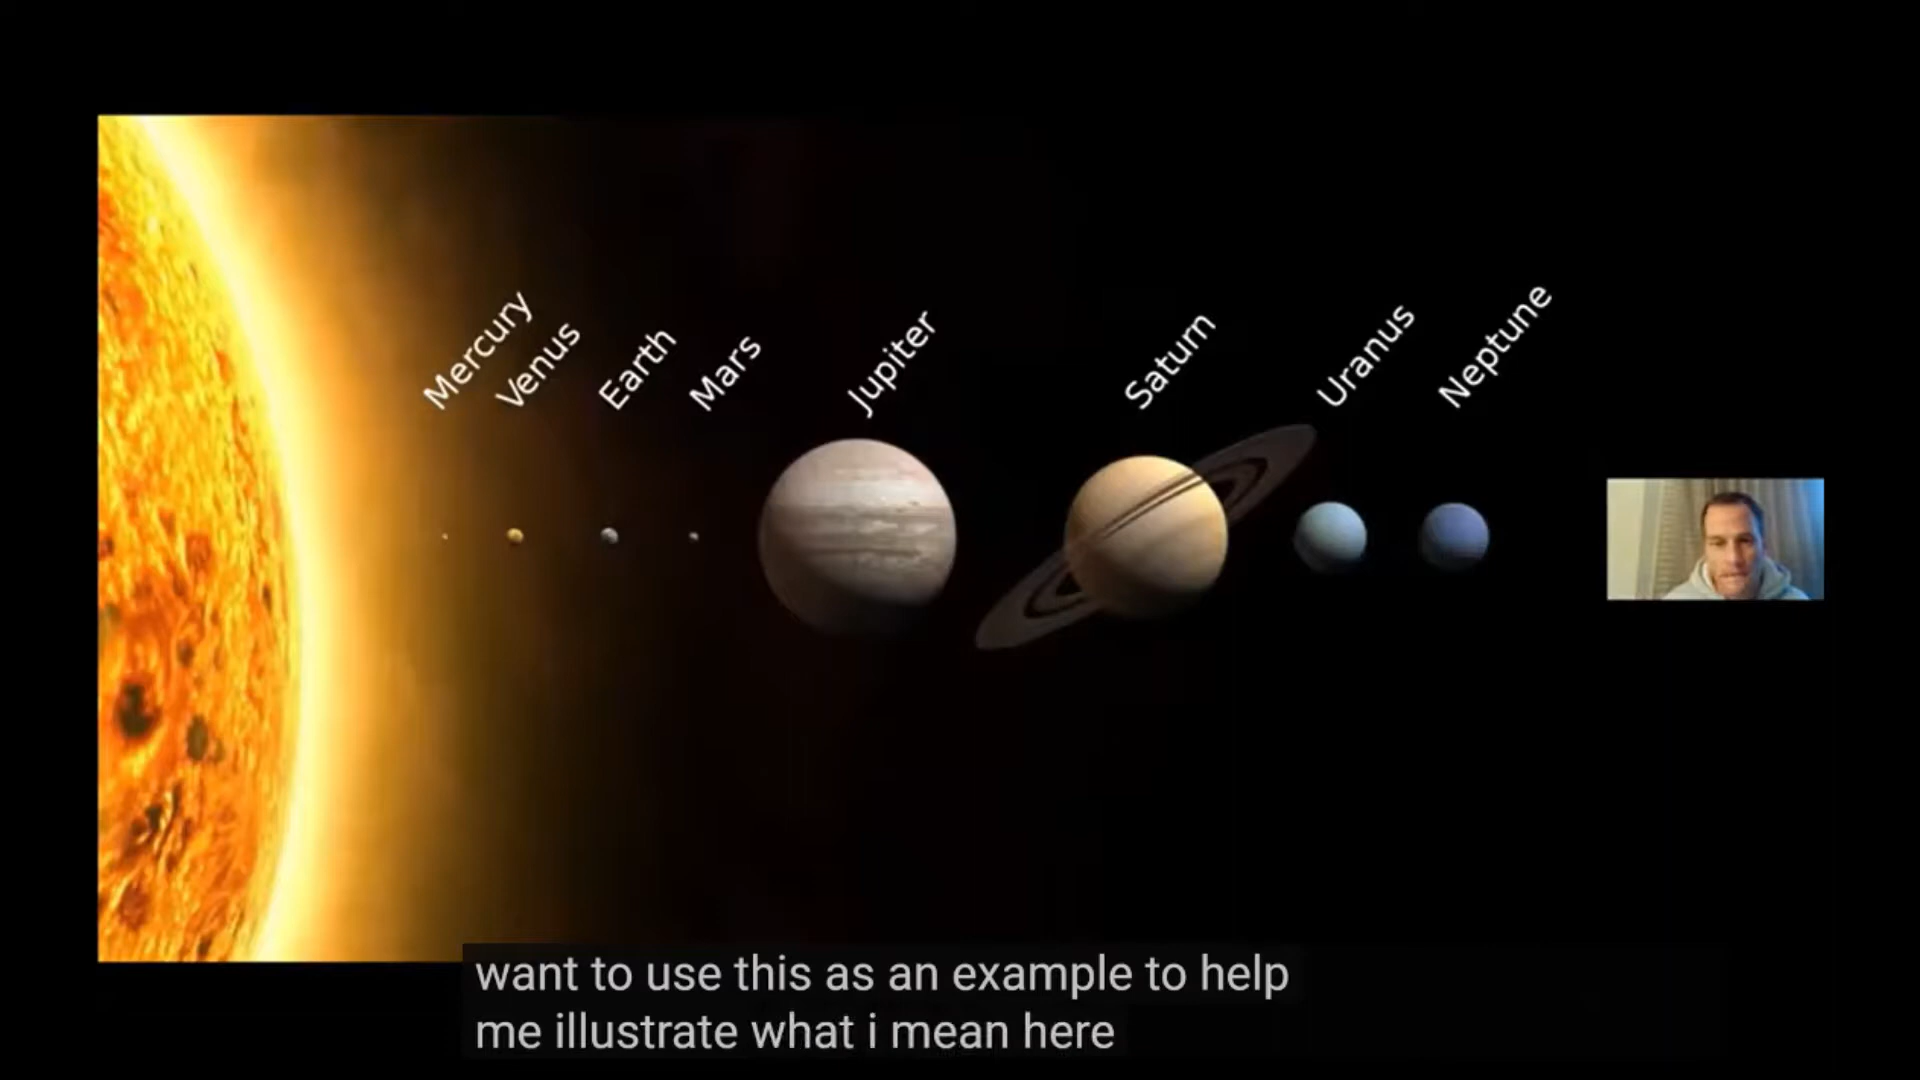 Mercury
Venus
Earth
Mars
Jupiter
Saturn
Uranus
Neptune
want to use this as an example to help
me illustrate what i mean here